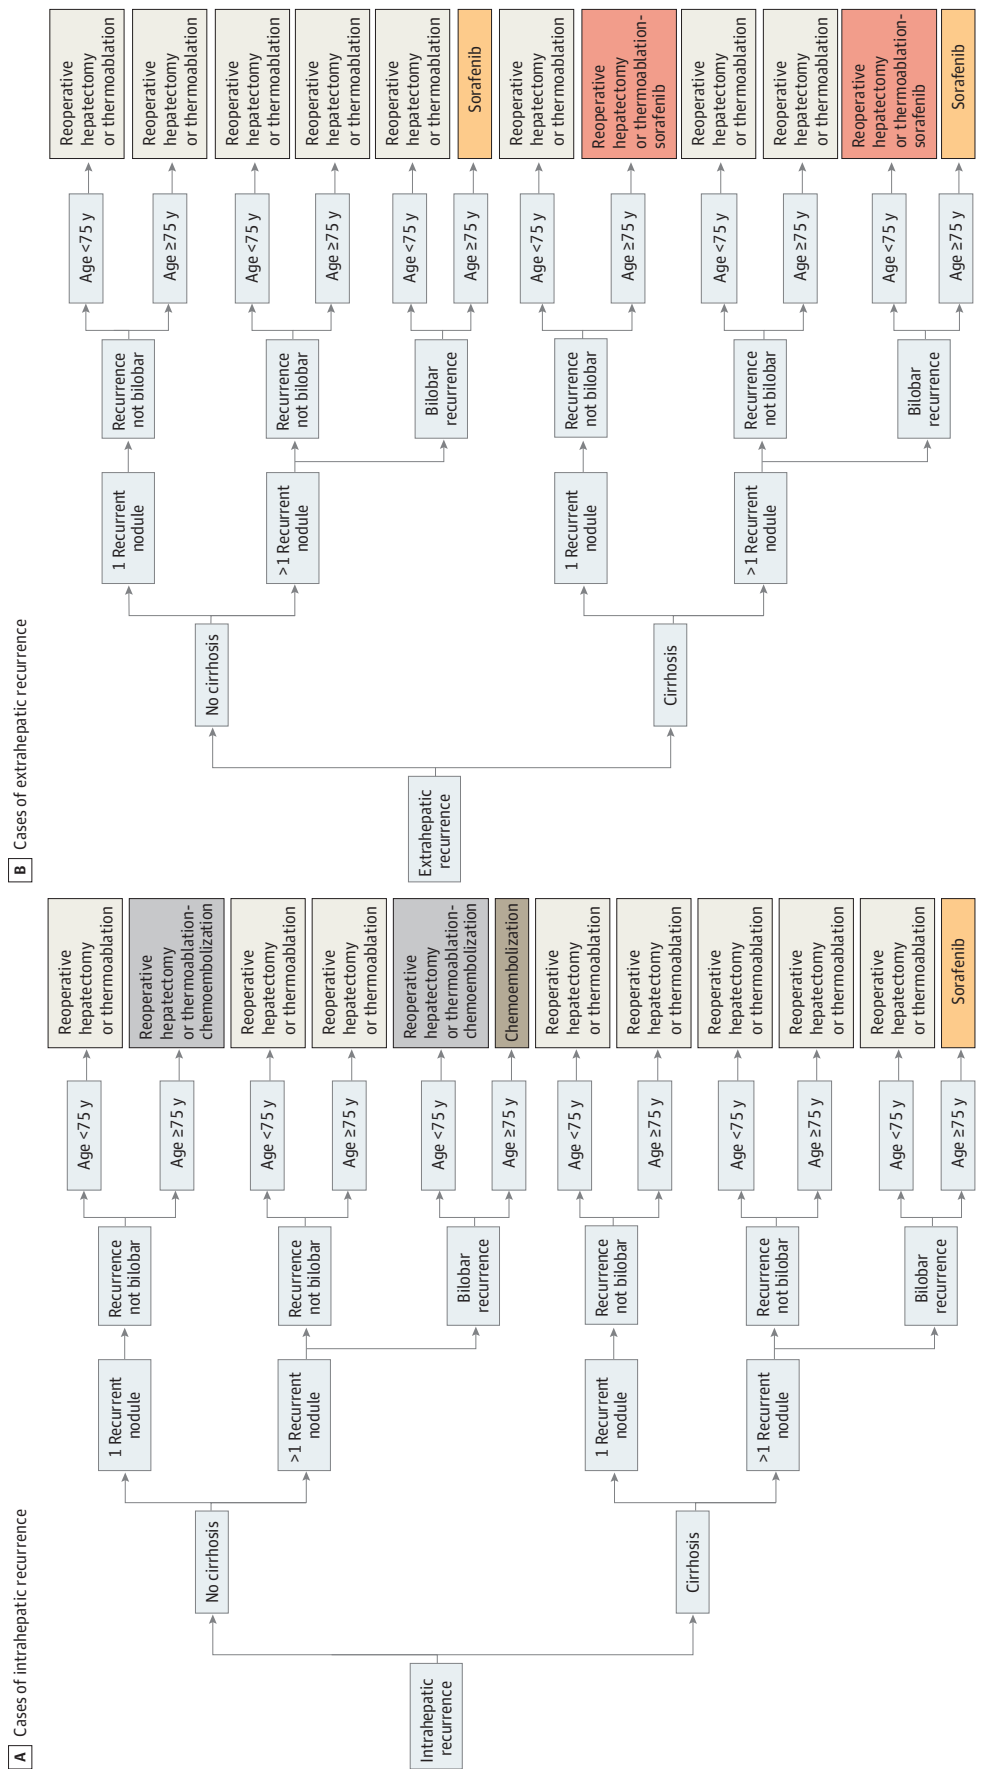 A Cases of intrahepatic recurrence
Intrahepatic
recurrence
No cirrhosis
1 Recurrent
nodule
Recurrence
not bilobar
Age <75 y
Reoperative
hepatectomy
or thermoablation
Age ≥75 y
Reoperative
hepatectomy
or thermoablation-
chemoembolization
>1 Recurrent
nodule
Recurrence
not bilobar
Age <75 y
Reoperative
hepatectomy
or thermoablation
Age ≥75 y
Reoperative
hepatectomy
or thermoablation
Bilobar
recurrence
Age <75 y
Reoperative
hepatectomy
or thermoablation-
chemoembolization
Age ≥75 y
Chemoembolization
Cirrhosis
1 Recurrent
nodule
Recurrence
not bilobar
Age <75 y
Reoperative
hepatectomy
or thermoablation
Age ≥75 y
Reoperative
hepatectomy
or thermoablation
>1 Recurrent
nodule
Recurrence
not bilobar
Age <75 y
Reoperative
hepatectomy
or thermoablation
Age ≥75 y
Reoperative
hepatectomy
or thermoablation
Bilobar
recurrence
Age <75 y
Reoperative
hepatectomy
or thermoablation
Age ≥75 y
Sorafenib
B Cases of extrahepatic recurrence
Extrahepatic
recurrence
No cirrhosis
1 Recurrent
nodule
Recurrence
not bilobar
Age <75 y
Reoperative
hepatectomy
or thermoablation
Age ≥75 y
Reoperative
hepatectomy
or thermoablation
>1 Recurrent
nodule
Recurrence
not bilobar
Age <75 y
Reoperative
hepatectomy
or thermoablation
Age ≥75 y
Reoperative
hepatectomy
or thermoablation
Bilobar
recurrence
Age <75 y
Reoperative
hepatectomy
or thermoablation
Age ≥75 y
Sorafenib
Cirrhosis
1 Recurrent
nodule
Recurrence
not bilobar
Age <75 y
Reoperative
hepatectomy
or thermoablation
Age ≥75 y
Reoperative
hepatectomy
or thermoablation-
sorafenib
>1 Recurrent
nodule
Recurrence
not bilobar
Age <75 y
Reoperative
hepatectomy
or thermoablation
Age ≥75 y
Reoperative
hepatectomy
or thermoablation
Bilobar
recurrence
Age <75 y
Reoperative
hepatectomy
or thermoablation-
sorafenib
Age ≥75 y
Sorafenib